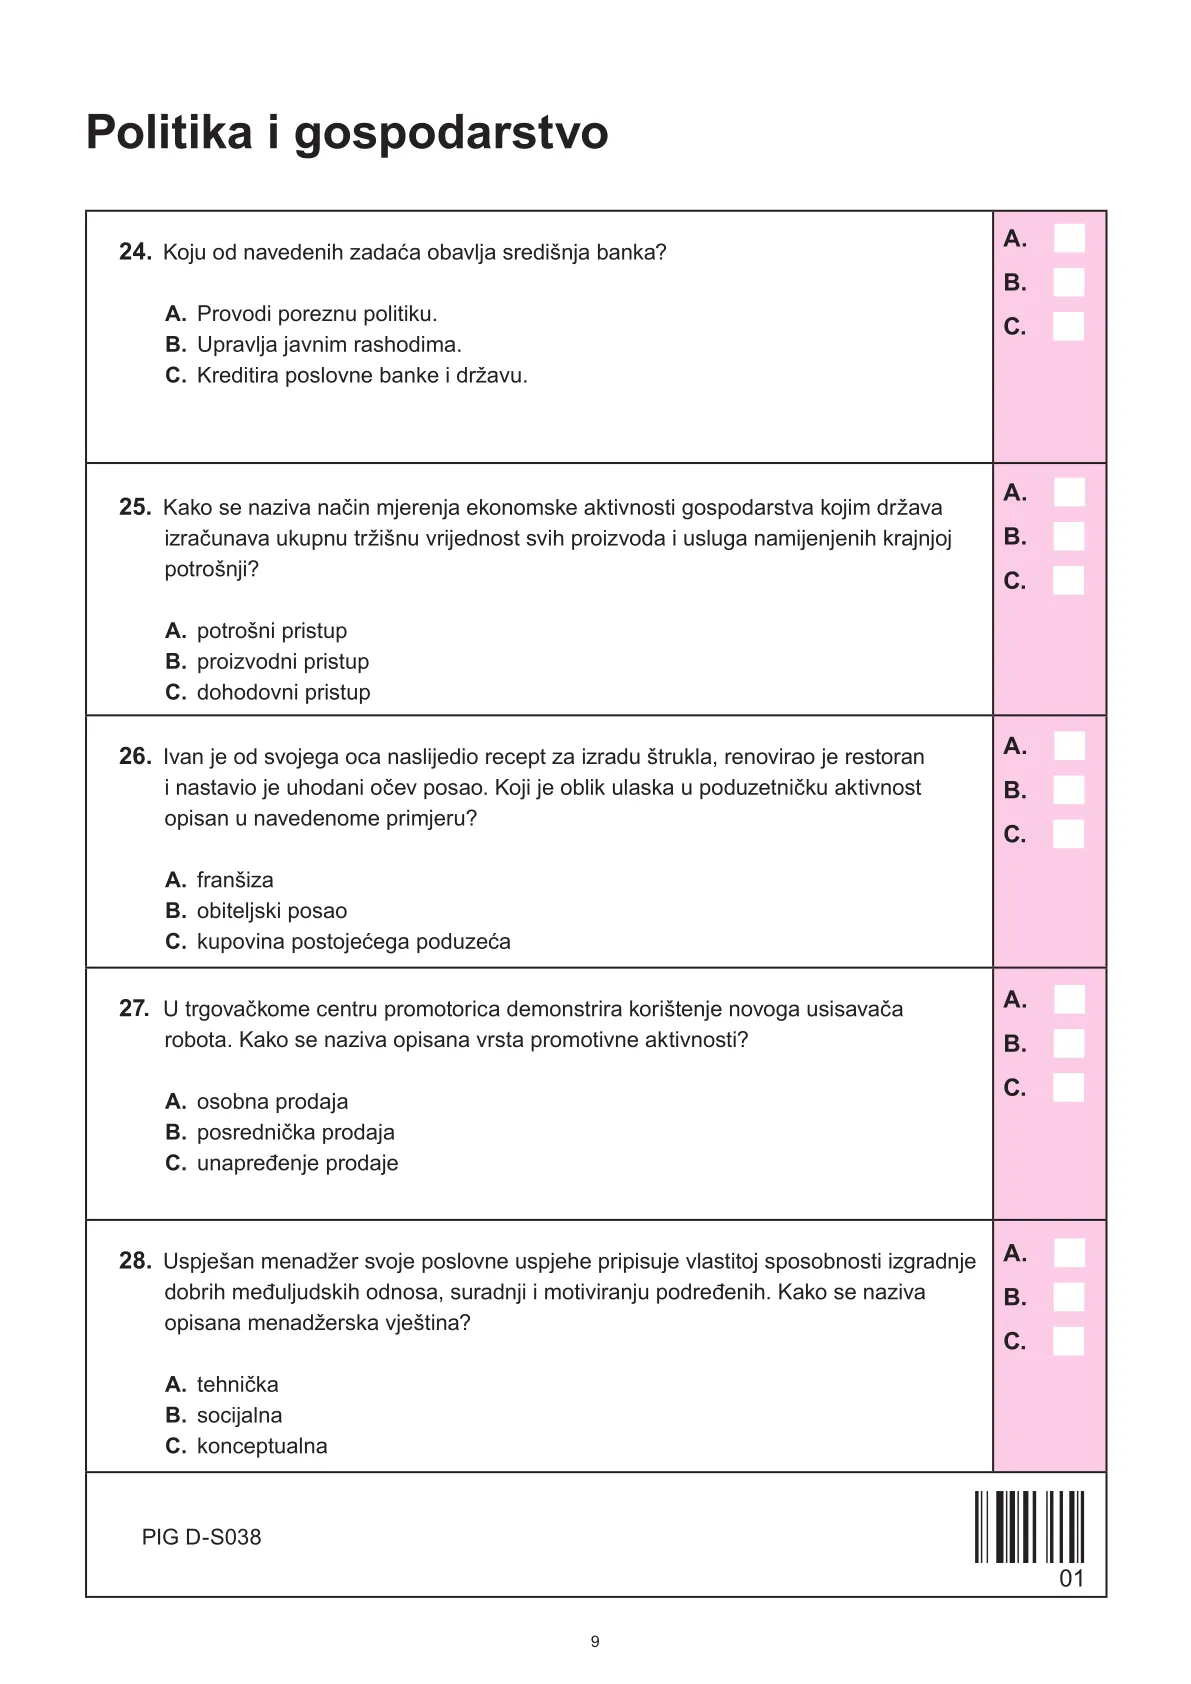 Politika i gospodarstvo
24. Koju od navedenih zadaća obavlja središnja banka?
A. Provodi poreznu politiku.
B. Upravlja javnim rashodima.
C. Kreditira poslovne banke i državu.
A.
B.
C.
25. Kako se naziva način mjerenja ekonomske aktivnosti gospodarstva kojim država
izračunava ukupnu tržišnu vrijednost svih proizvoda i usluga namijenjenih krajnjoj
potrošnji?
A. potrošni pristup
B. proizvodni pristup
C. dohodovni pristup
A.
B.
C.
26. Ivan je od svojega oca naslijedio recept za izradu štrukla, renovirao je restoran
i nastavio je uhodani očev posao. Koji je oblik ulaska u poduzetničku aktivnost
opisan u navedenome primjeru?
A. franšiza
B. obiteljski posao
C. kupovina postojećega poduzeća
A.
B.
C.
27. U trgovačkome centru promotorica demonstrira korištenje novoga usisavača
robota. Kako se naziva opisana vrsta promotivne aktivnosti?
A. osobna prodaja
B. posrednička prodaja
C. unapređenje prodaje
A.
B.
C.
28. Uspješan menadžer svoje poslovne uspjehe pripisuje vlastitoj sposobnosti izgradnje
dobrih međuljudskih odnosa, suradnji i motiviranju podređenih. Kako se naziva
opisana menadžerska vještina?
A. tehnička
B. socijalna
C. konceptualna
A.
B.
C.
PIG D-S038
01
9